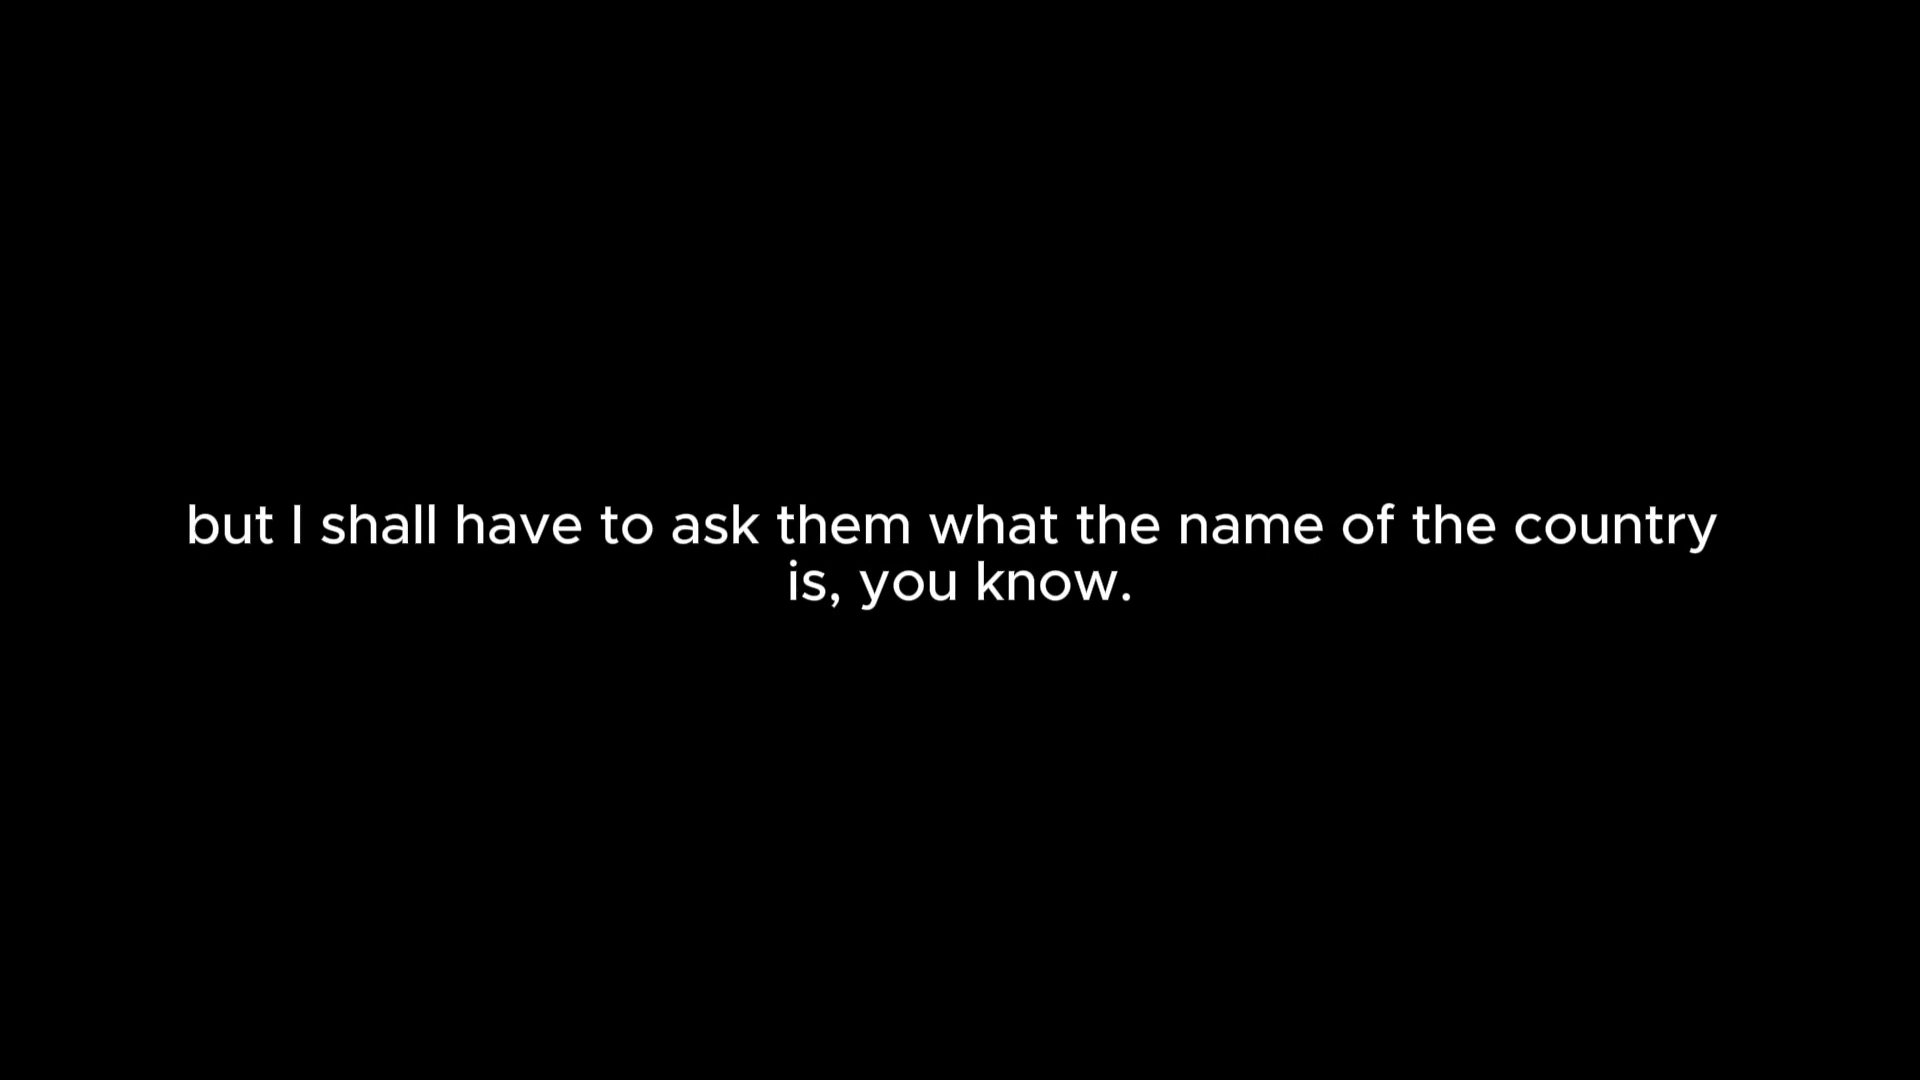 but I shall have to ask them what the name of the country
is, you know.